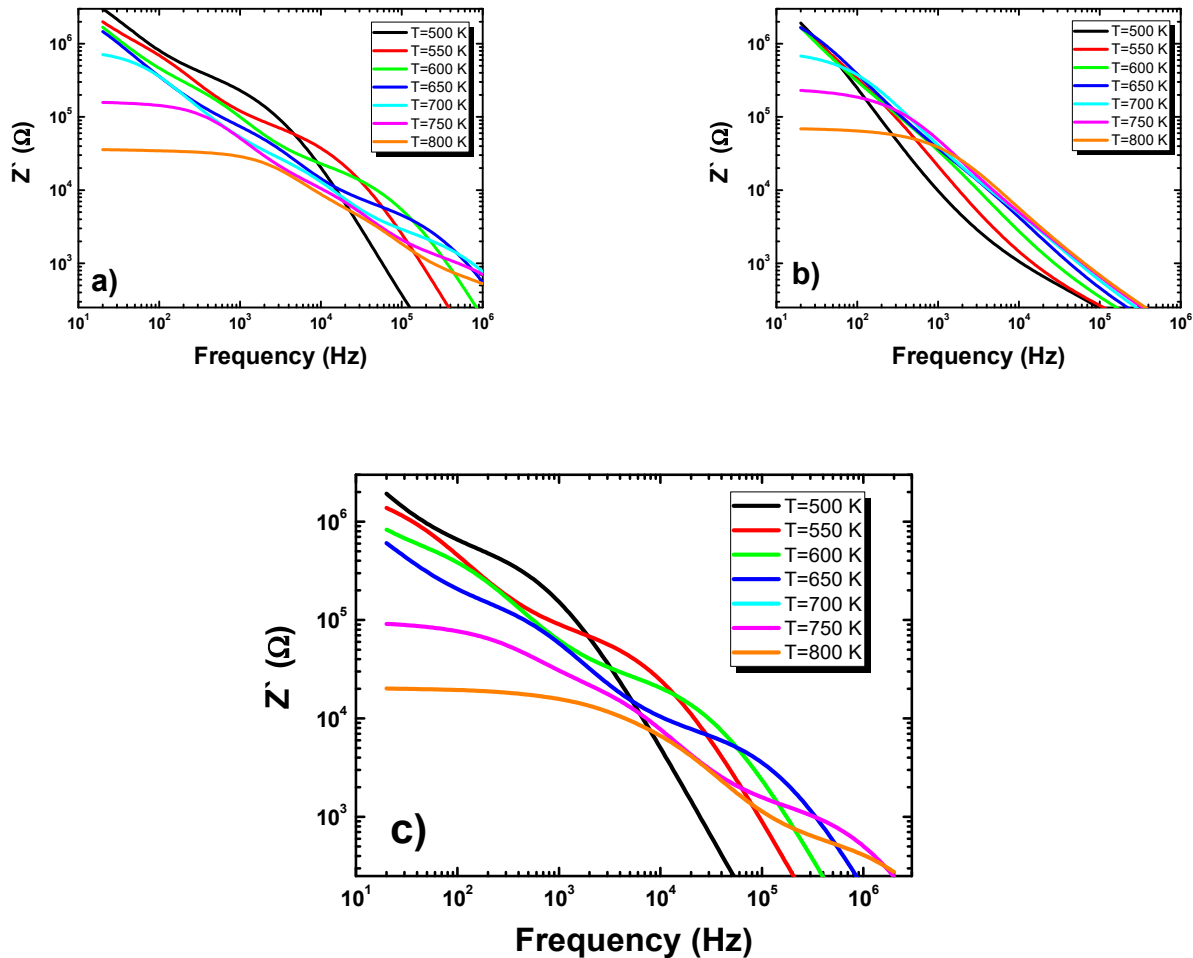 10⁶
10⁵
10⁴
10³
Z` (Ω)
T=500 K
T=550 K
T=600 K
T=650 K
T=700 K
T=750 K
T=800 K
a)
10¹ 10² 10³ 10⁴ 10⁵ 10⁶
Frequency (Hz)
10⁶
10⁵
10⁴
10³
Z` (Ω)
T=500 K
T=550 K
T=600 K
T=650 K
T=700 K
T=750 K
T=800 K
b)
10¹ 10² 10³ 10⁴ 10⁵ 10⁶
Frequency (Hz)
10⁶
10⁵
10⁴
10³
Z` (Ω)
T=500 K
T=550 K
T=600 K
T=650 K
T=700 K
T=750 K
T=800 K
c)
10¹ 10² 10³ 10⁴ 10⁵ 10⁶
Frequency (Hz)